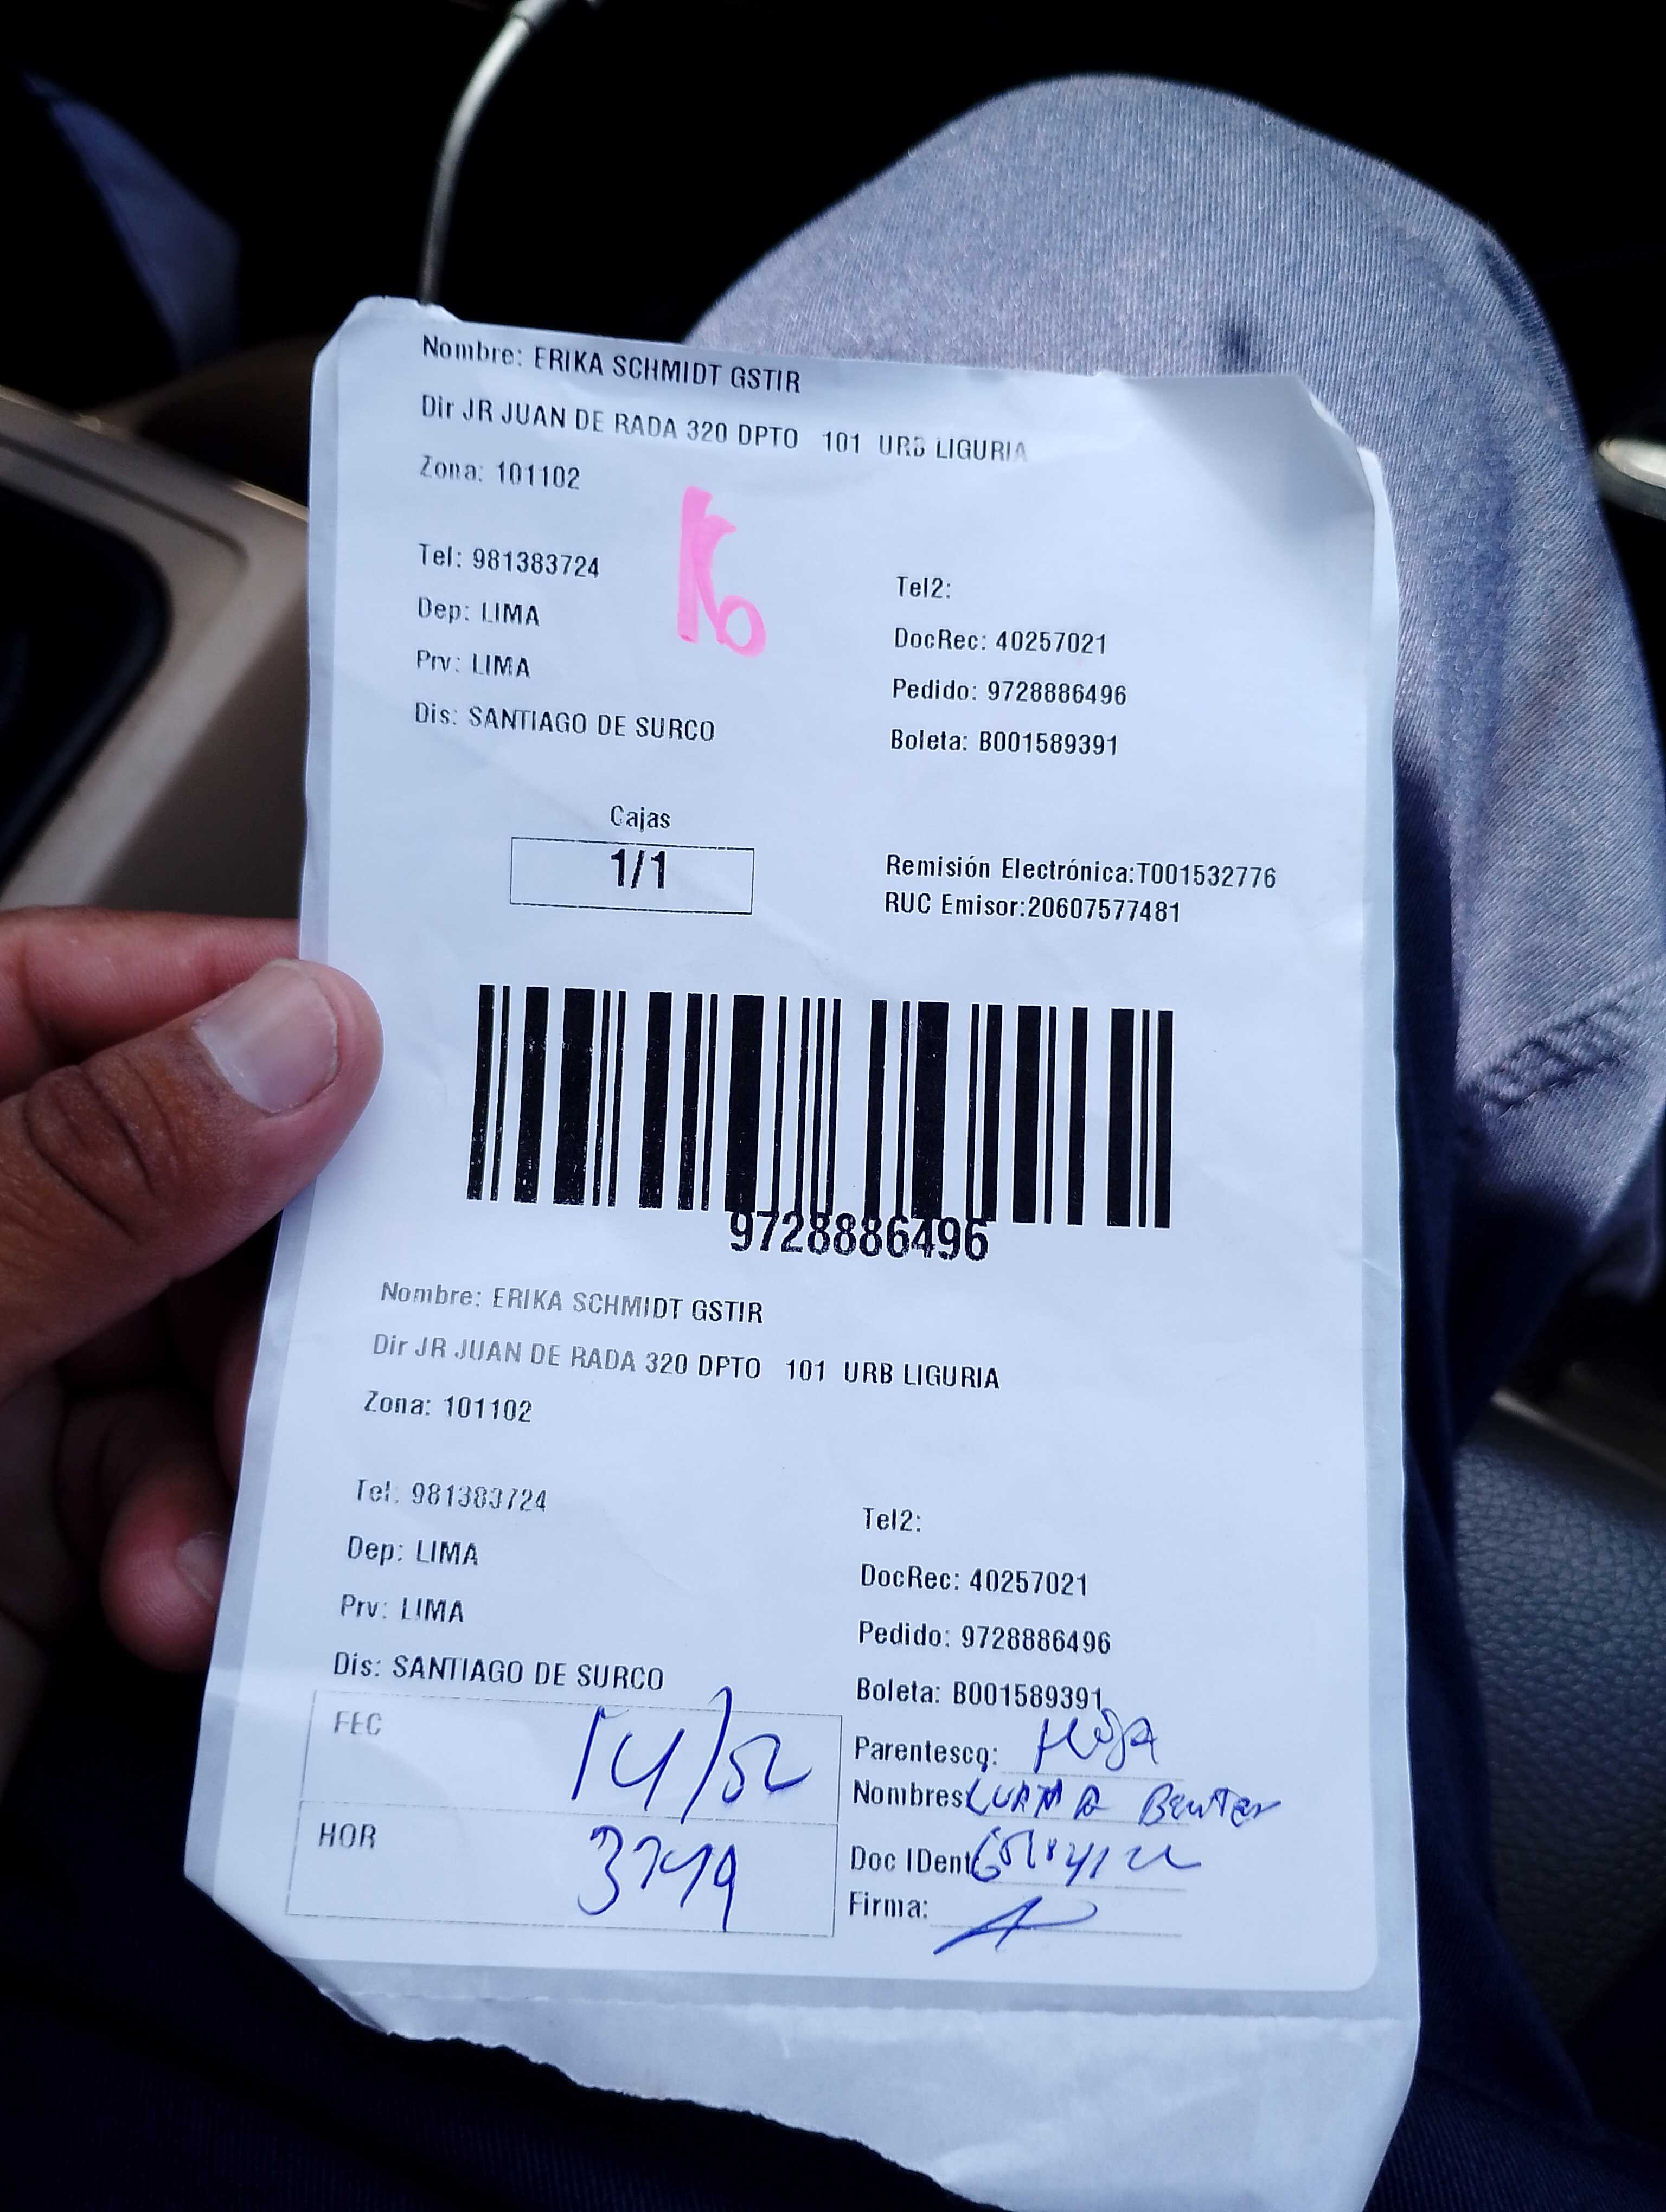 Nombre: ERIKA SCHMIDT GSTIR
Dir JR JUAN DE RADA 320 DPTO 101 URB LIGURIA
Zona: 101102
Tel: 981383724
Tel2:
Dep: LIMA
DocRec: 40257021
Prv: LIMA
Pedido: 9728886496
Dis: SANTIAGO DE SURCO
Boleta: B001589391
Cajas
1/1
Remisión Electrónica:T001532776
RUC Emisor:20607577481
9728886496
Nombre: ERIKA SCHMIDT GSTIR
Dir JR JUAN DE RADA 320 DPTO 101 URB LIGURIA
Zona: 101102
Tel: 981383724
Tel2:
Dep: LIMA
DocRec: 40257021
Prv: LIMA
Pedido: 9728886496
Dis: SANTIAGO DE SURCO
Boleta: B001589391
FEC
Parentesco:
Nombres:
HOR
Doc IDent
Firma: